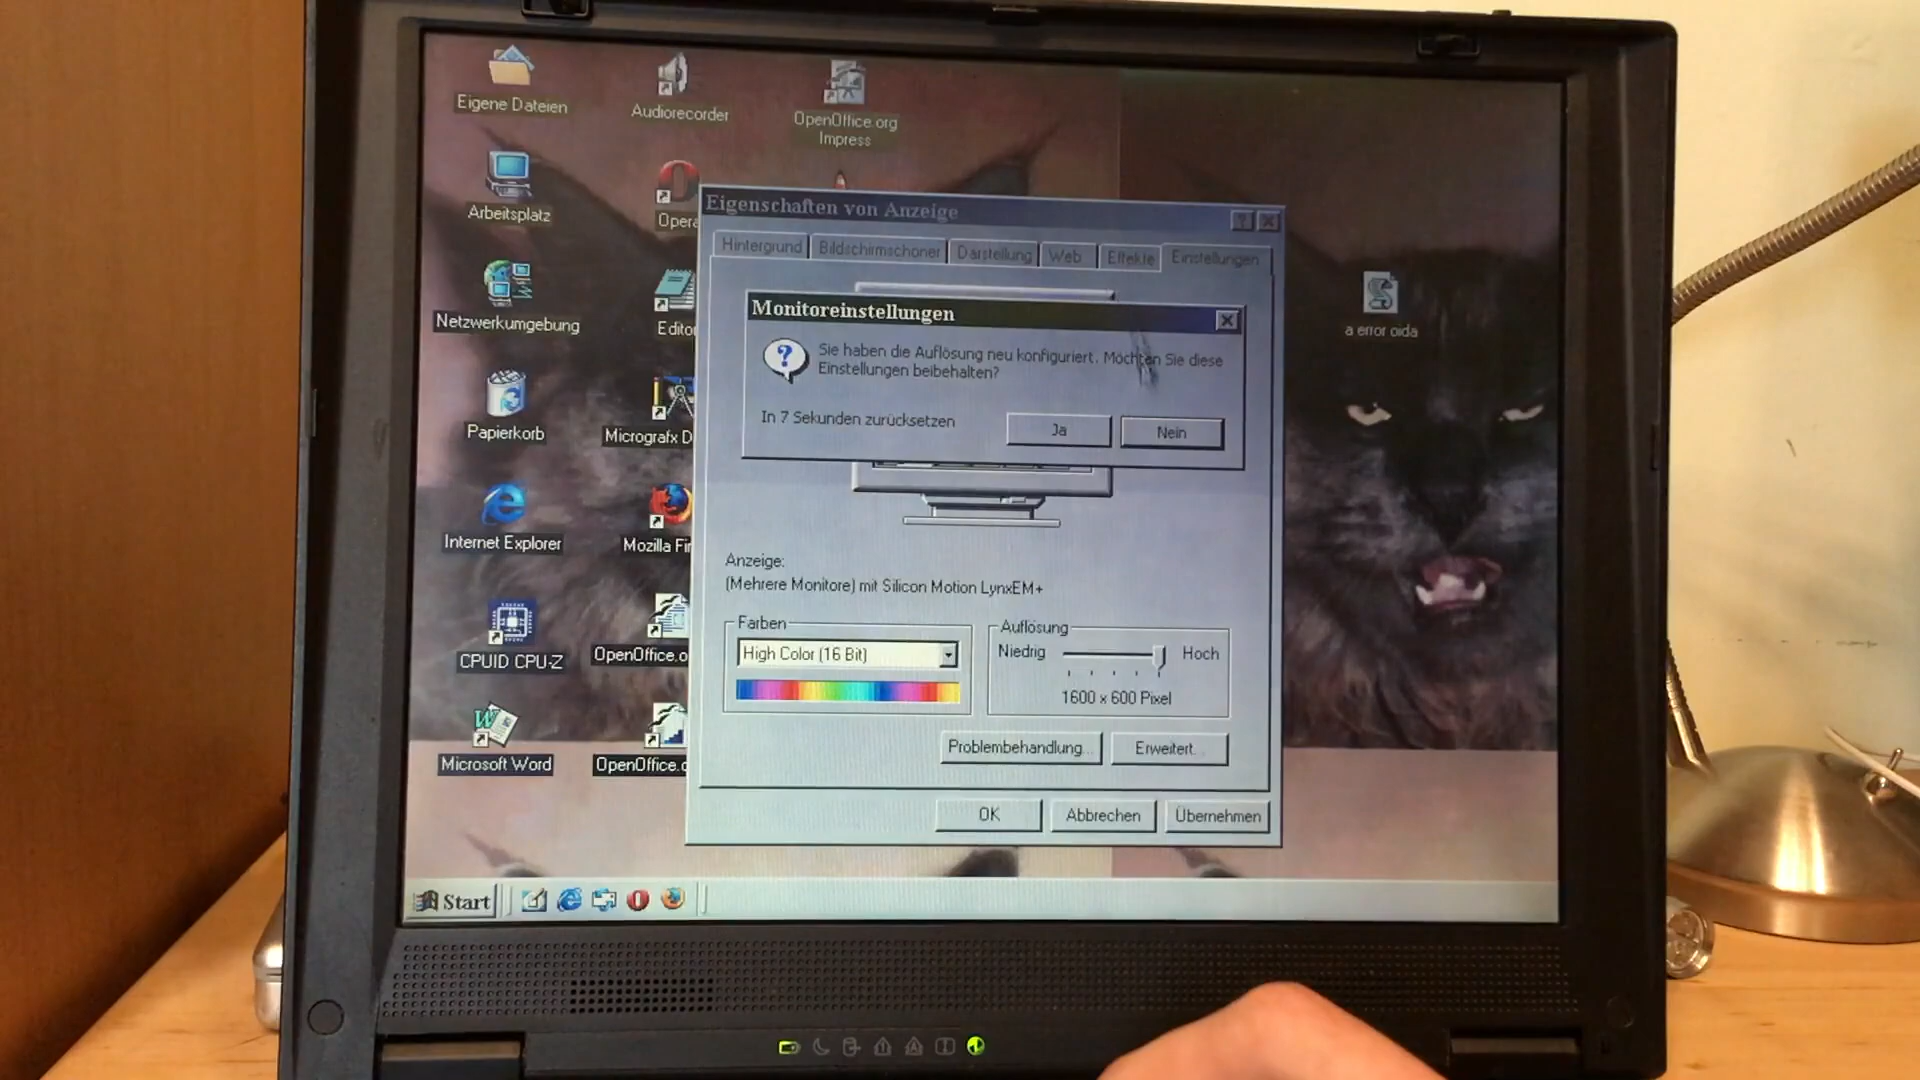 Eigene Dateien
Audiorecorder
OpenOffice.org
Impress
Arbeitsplatz
Opera
Netzwerkumgebung
Editor
Papierkorb
Micrografx D
Internet Explorer
Mozilla Fir
CPUID CPU-Z
OpenOffice.o
Microsoft Word
OpenOffice.o
a error oida
Eigenschaften von Anzeige
Hintergrund
Bildschirmschoner
Darstellung
Web
Effekte
Einstellungen
Monitoreinstellungen
Sie haben die Auflösung neu konfiguriert. Möchten Sie diese
Einstellungen beibehalten?
In 7 Sekunden zurücksetzen
Ja
Nein
Anzeige:
(Mehrere Monitore) mit Silicon Motion LynxEM+
Farben
High Color (16 Bit)
Auflösung
Niedrig
Hoch
1600 x 600 Pixel
Problembehandlung...
Erweitert...
OK
Abbrechen
Übernehmen
Start